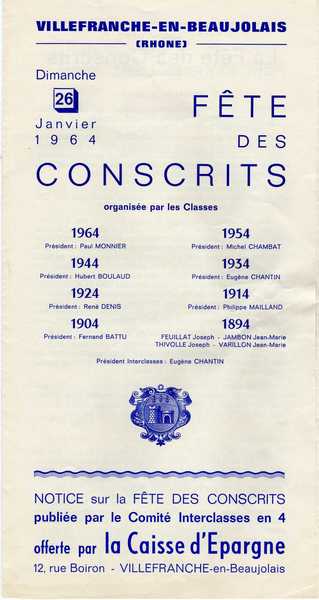 VILLEFRANCHE-EN-BEAUJOLAIS
(RHONE)
Dimanche
26
Janvier
1964
FÊTE
DES
CONSCRITS
organisée par les Classes
1964
Président : Paul MONNIER
1954
Président : Michel CHAMBAT
1944
Président : Hubert BOULAUD
1934
Président : Eugène CHANTIN
1924
Président : René DENIS
1914
Président : Philippe MAILLAND
1904
Président : Fernand BATTU
1894
FEUILLAT Joseph - JAMBON Jean-Marie
THIVOLLE Joseph - VARILLON Jean-Marie
Président Interclasses : Eugène CHANTIN
NOTICE sur la FÊTE DES CONSCRITS
publiée par le Comité Interclasses en 4
offerte par la Caisse d'Epargne
12, rue Boiron - VILLEFRANCHE-en-Beaujolais